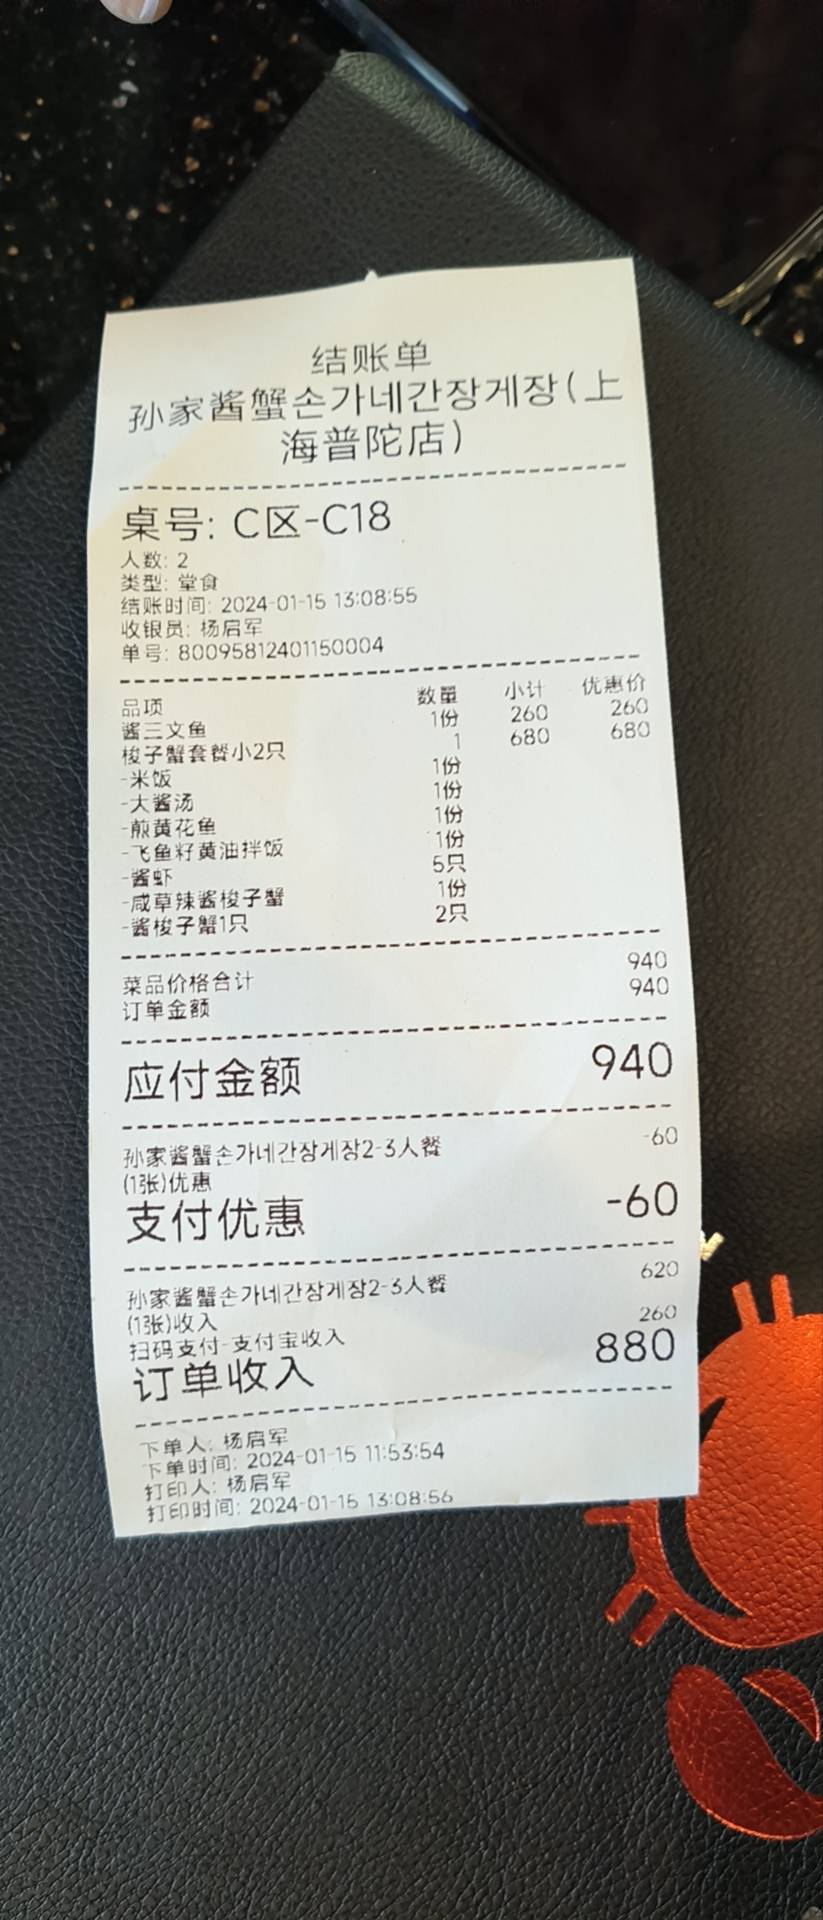 结账单
孙家酱蟹손가네간장게장(上
海普陀店)
桌号: C区-C18
人数: 2
类型: 堂食
结账时间: 2024-01-15 13:08:55
收银员: 杨启军
单号: 80095812401150004
品项 数量 小计 优惠价
酱三文鱼 1份 260 260
梭子蟹套餐小2只 1 680 680
-米饭 1份
-大酱汤 1份
-煎黄花鱼 1份
-飞鱼籽黄油拌饭 1份
-酱虾 5只
-咸草辣酱梭子蟹 1份
-酱梭子蟹1只 2只
菜品价格合计 940
订单金额 940
应付金额 940
孙家酱蟹손가네간장게장2-3人餐 -60
(1张)优惠
支付优惠 -60
孙家酱蟹손가네간장게장2-3人餐 620
(1张)收入
扫码支付-支付宝收入 260
订单收入 880
下单人: 杨启军
下单时间: 2024-01-15 11:53:54
打印人: 杨启军
打印时间: 2024-01-15 13:08:56